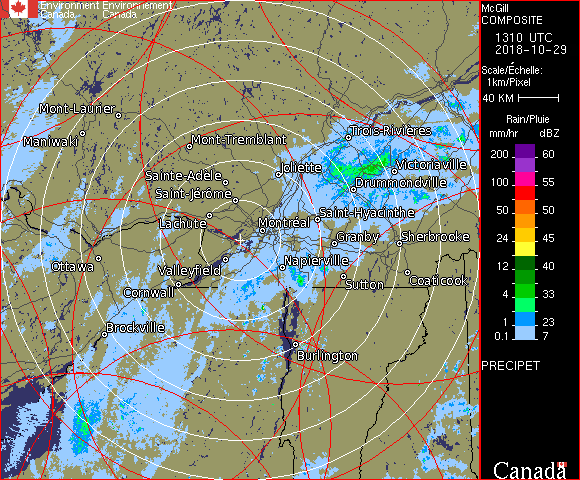 Environment Environnement
Canada Canada
McGill
COMPOSITE
1310 UTC
2018-10-29
Scale/Échelle:
1km/Pixel
40 KM
Rain/Pluie
mm/hr dBZ
200 60
100 55
50 50
24 45
12 40
4 33
1 23
0.1 7
PRECIPET
Canada
Mont-Laurier
Maniwaki
Mont-Tremblant
Trois-Rivières
Joliette
Victoriaville
Sainte-Adèle
Drummondville
Saint-Jérôme
Lachute
Montréal
Saint-Hyacinthe
Granby
Sherbrooke
Ottawa
Valleyfield
Napierville
Cornwall
Sutton
Coaticook
Brockville
Burlington